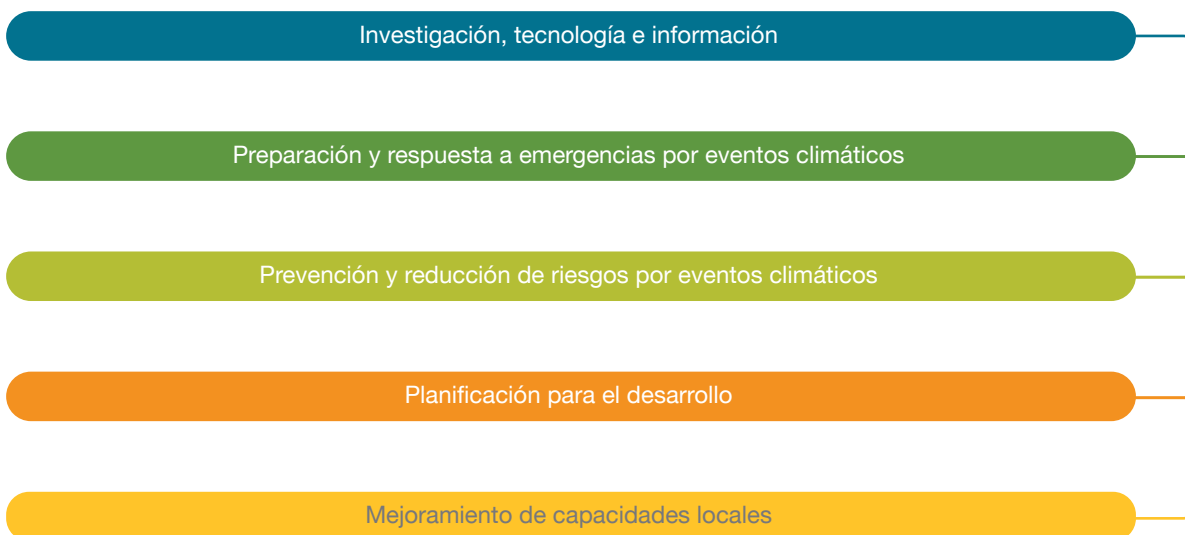 Investigación, tecnología e información
Preparación y respuesta a emergencias por eventos climáticos
Prevención y reducción de riesgos por eventos climáticos
Planificación para el desarrollo
Mejoramiento de capacidades locales